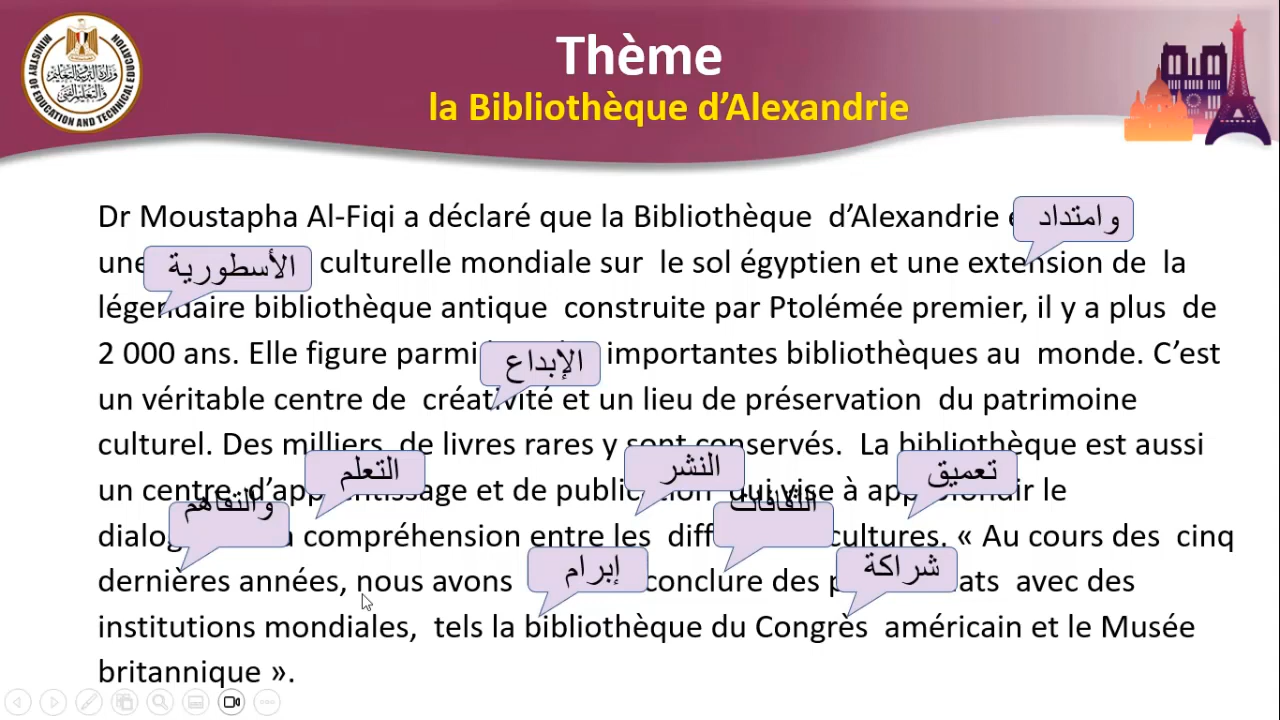 MINISTRY OF EDUCATION AND TECHNICAL EDUCATION
وزارة التربية والتعليم
والتعليم الفني
Thème
la Bibliothèque d’Alexandrie
Dr Moustapha Al-Fiqi a déclaré que la Bibliothèque d’Alexandrie
وامتداد
une culturelle mondiale sur le sol égyptien et une extension de la
الأسطورية
légendaire bibliothèque antique construite par Ptolémée premier, il y a plus de
2 000 ans. Elle figure parmi importantes bibliothèques au monde. C’est
الإبداع
un véritable centre de créativité et un lieu de préservation du patrimoine
culturel. Des milliers de livres rares y sont conservés. La bibliothèque est aussi
التعلم النشر تعميق
un centre d’apprentissage et de publication qui vise à approfondir le
والتفاهم الثقافات
compréhension entre les cultures. « Au cours des cinq
dernières années, nous avons conclure des avec des
إبرام شراكة
institutions mondiales, tels la bibliothèque du Congrès américain et le Musée
britannique ».